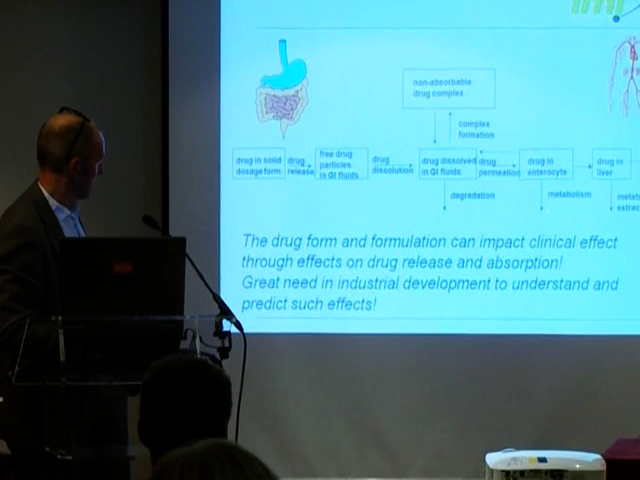 non-absorbable
drug complex
complex
formation
drug in solid
dosage form
drug
release
free drug
particles
in GI fluids
drug
dissolution
drug dissolved
in GI fluids
drug
permeation
drug in
enterocyte
drug in
liver
degradation
metabolism
metab
extrac
The drug form and formulation can impact clinical effect
through effects on drug release and absorption!
Great need in industrial development to understand and
predict such effects!